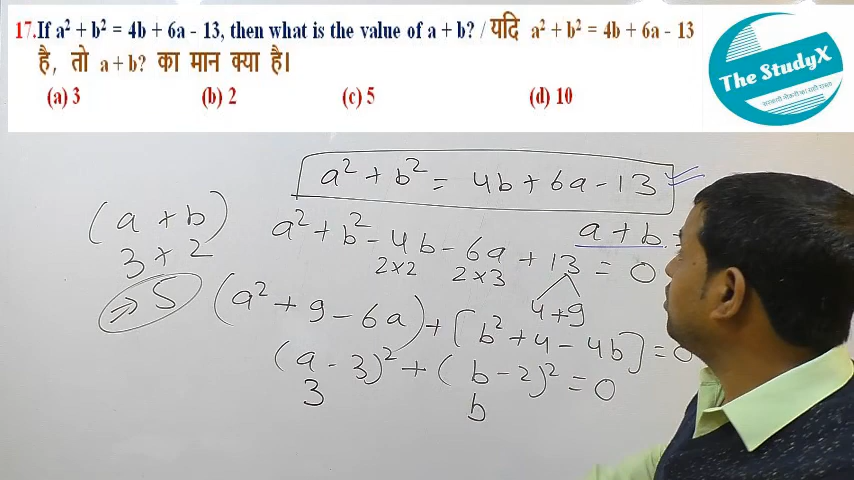 17.If a² + b² = 4b + 6a - 13, then what is the value of a + b? / यदि a² + b² = 4b + 6a - 13
है, तो a + b? का मान क्या है।
(a) 3 (b) 2 (c) 5 (d) 10
The StudyX
सरकारी नौकरी का सही रास्ता
a² + b² = 4b + 6a - 13
(a + b)
3 + 2
⇒ 5
a² + b² - 4b - 6a + 13 = 0
2×2 2×3 4+9
a + b =
(a² + 9 - 6a) + [b² + 4 - 4b] = 0
(a - 3)² + (b - 2)² = 0
3 b